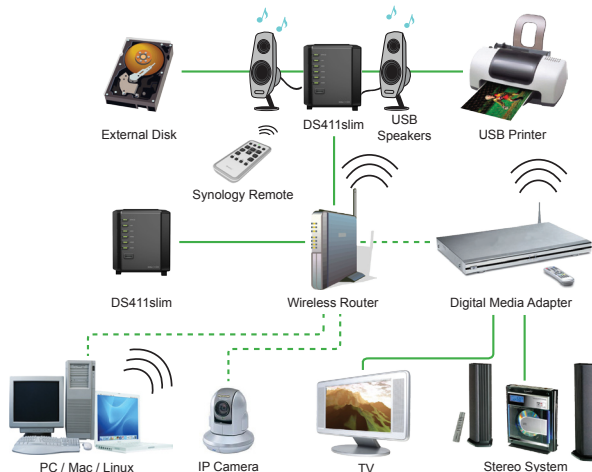 External Disk
DS411slim
USB
Speakers
USB Printer
Synology Remote
DS411slim
Wireless Router
Digital Media Adapter
PC / Mac / Linux
IP Camera
TV
Stereo System